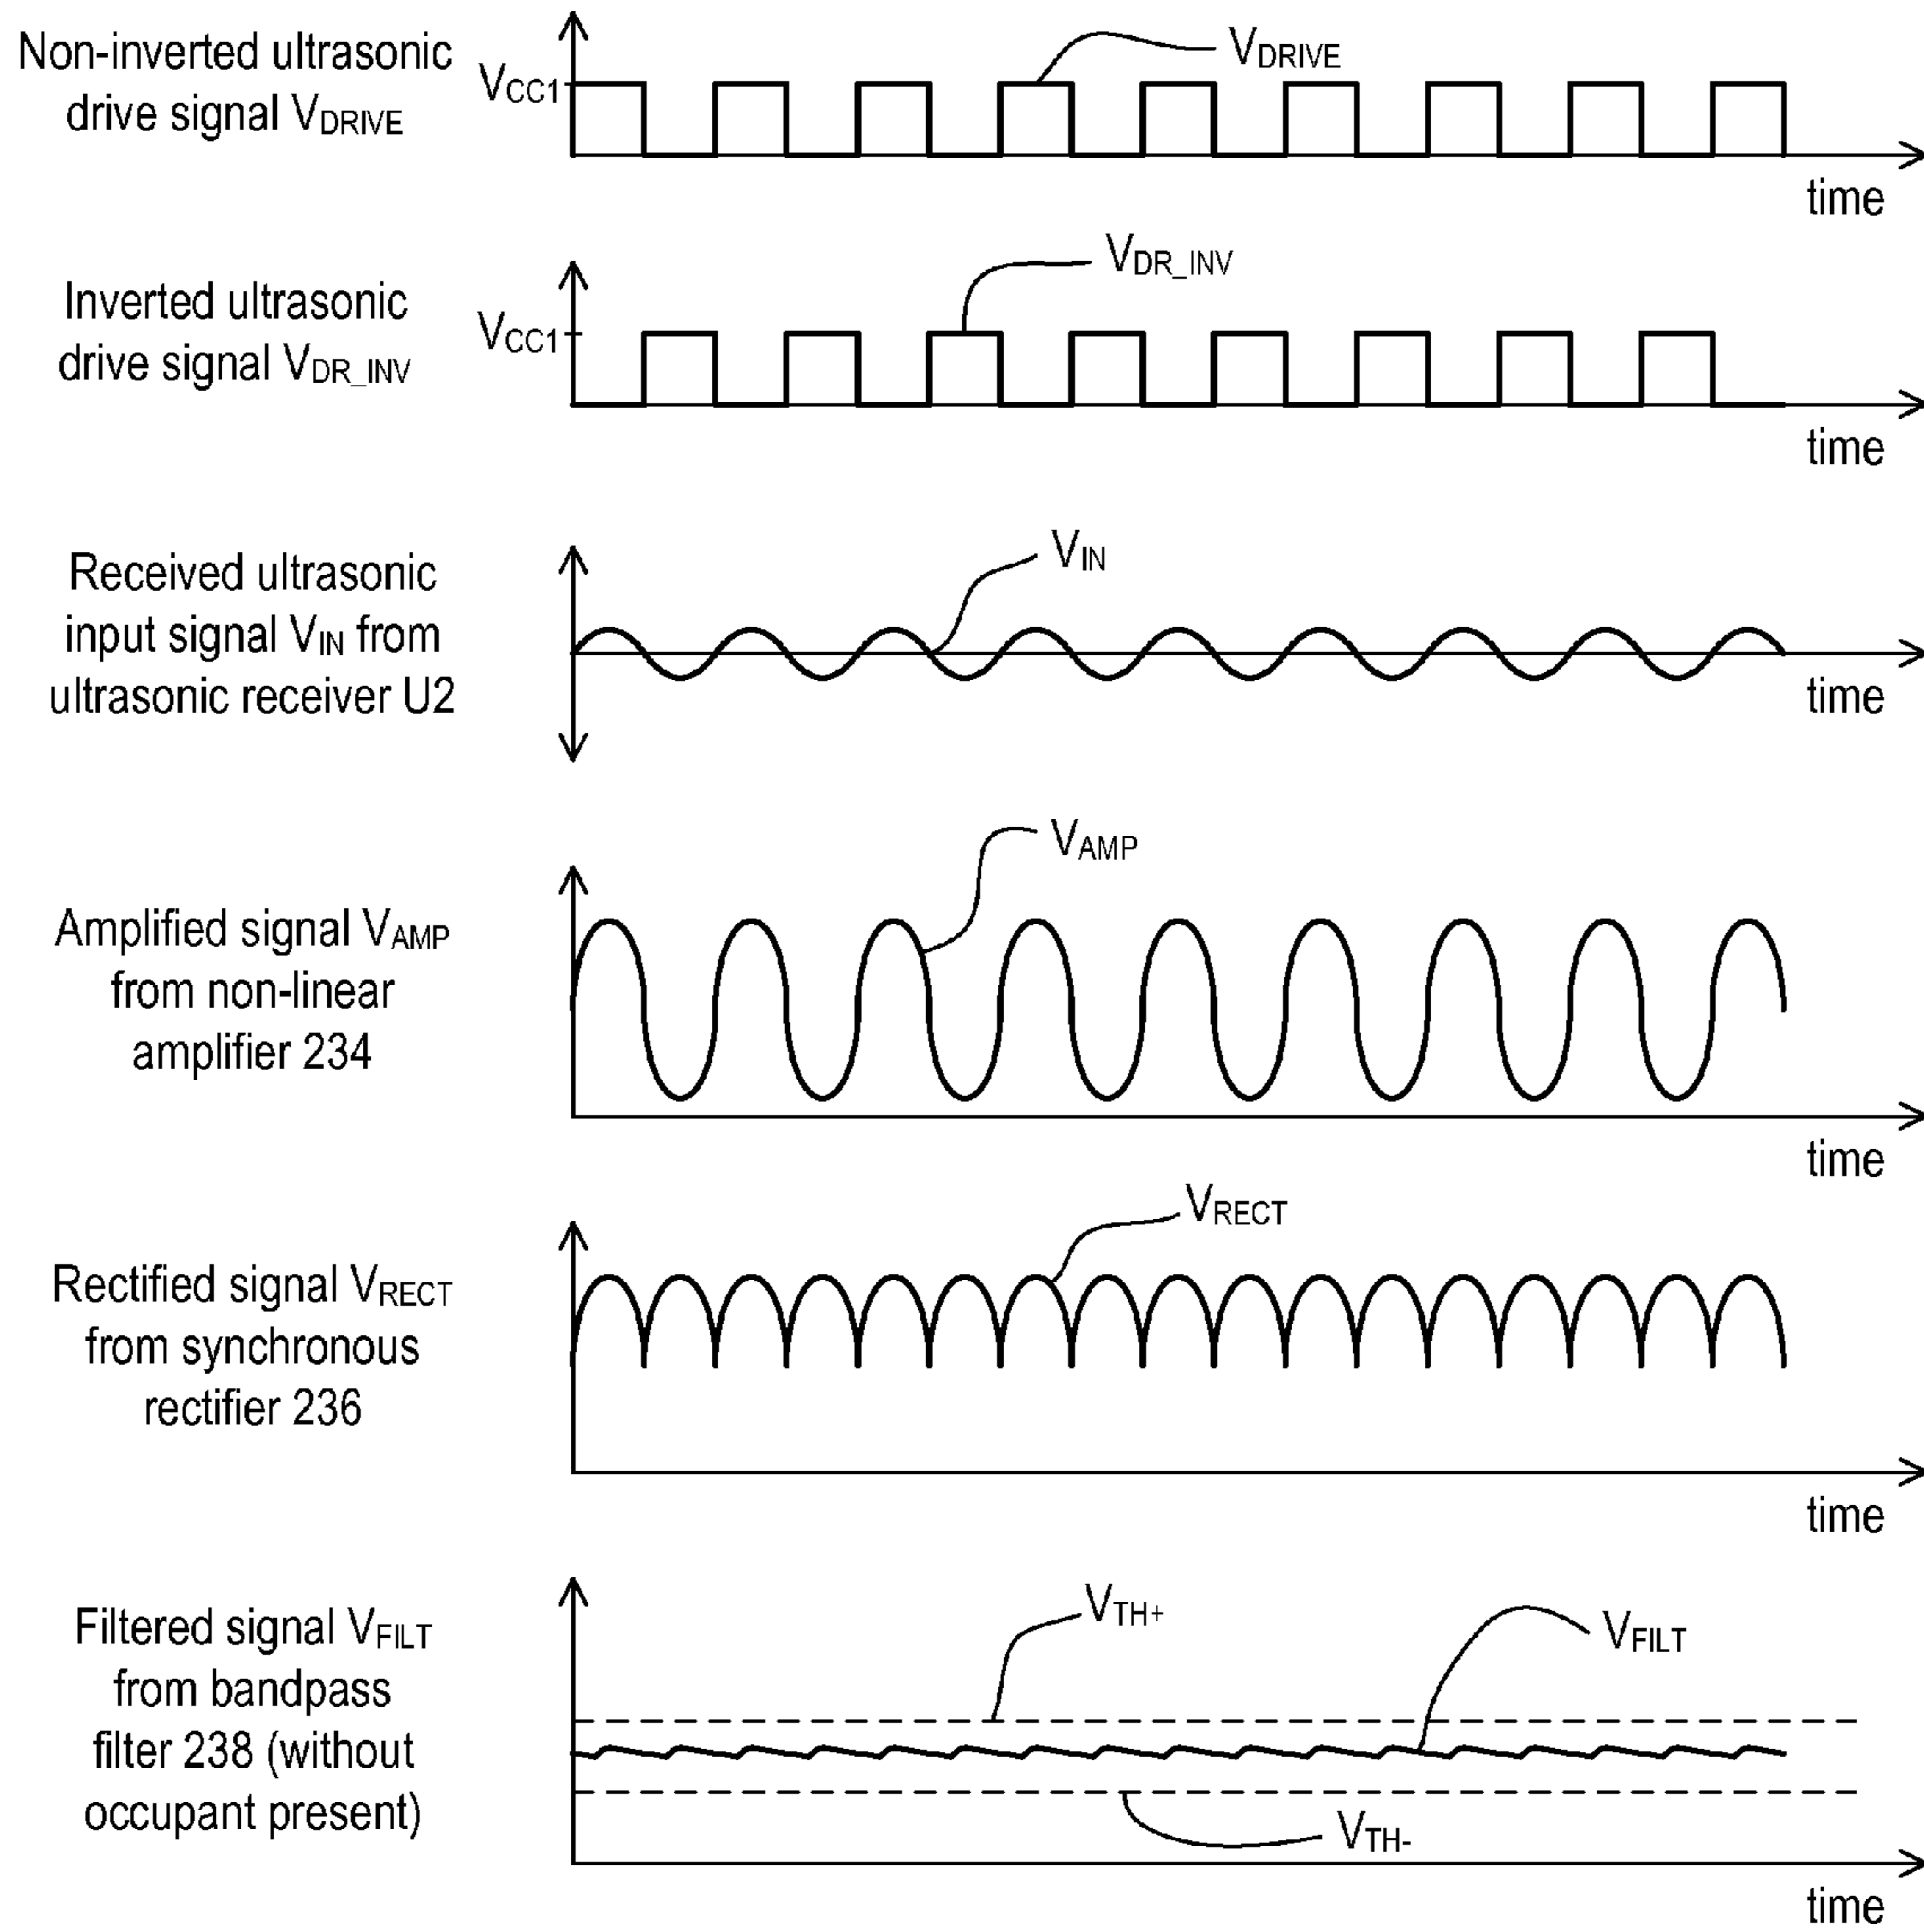 Non-inverted ultrasonic
drive signal VDRIVE
VCC1
VDRIVE
time
Inverted ultrasonic
drive signal VDR_INV
VCC1
VDR_INV
time
Received ultrasonic
input signal VIN from
ultrasonic receiver U2
VIN
time
Amplified signal VAMP
from non-linear
amplifier 234
VAMP
time
Rectified signal VRECT
from synchronous
rectifier 236
VRECT
time
Filtered signal VFILT
from bandpass
filter 238 (without
occupant present)
VTH+
VFILT
VTH-
time